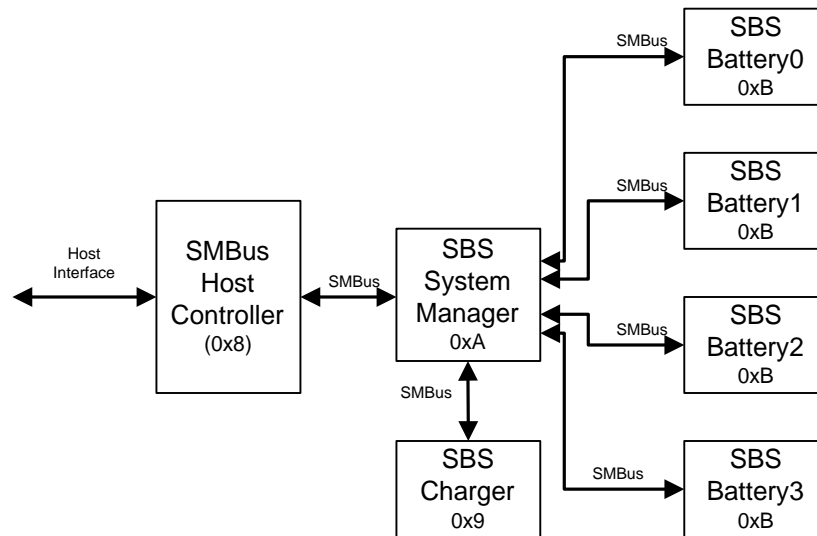 SMBus
SBS
Battery0
0xB
SMBus
SBS
Battery1
0xB
Host
Interface
SMBus
Host
Controller
(0x8)
SMBus
SBS
System
Manager
0xA
SMBus
SBS
Battery2
0xB
SMBus
SBS
Charger
0x9
SMBus
SBS
Battery3
0xB